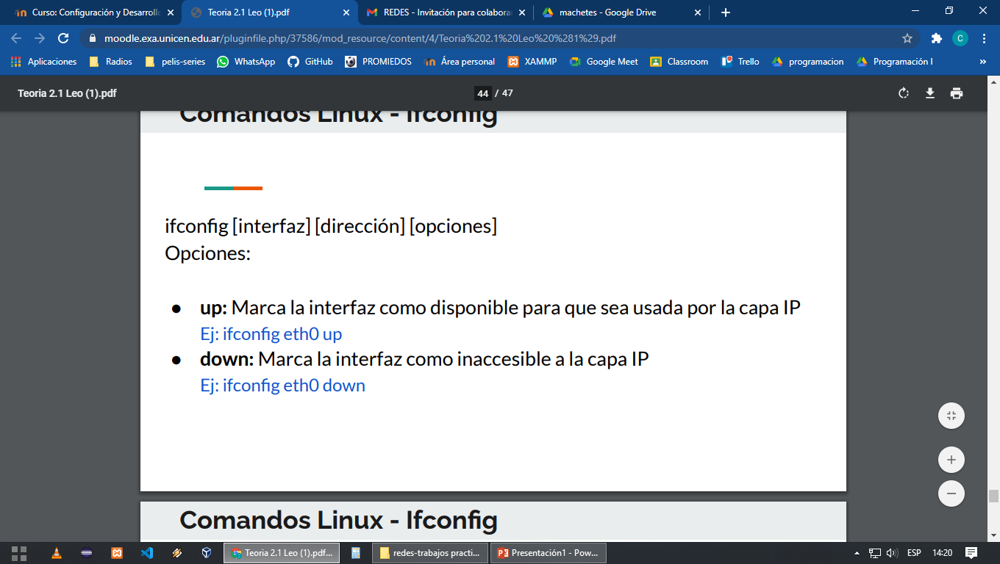 Curso: Configuración y Desarroll
Teoria 2.1 Leo (1).pdf
REDES - Invitación para colabora
machetes - Google Drive
moodle.exa.unicen.edu.ar/pluginfile.php/37586/mod_resource/content/4/Teoria%202.1%20Leo%20%281%29.pdf
C
Aplicaciones
Radios
pelis-series
WhatsApp
GitHub
PROMIEDOS
Área personal
XAMMP
Google Meet
Classroom
Trello
programacion
Programación I
»
Teoria 2.1 Leo (1).pdf
44 / 47
Comandos Linux - Ifconfig
ifconfig [interfaz] [dirección] [opciones]
Opciones:
● up: Marca la interfaz como disponible para que sea usada por la capa IP
Ej: ifconfig eth0 up
● down: Marca la interfaz como inaccesible a la capa IP
Ej: ifconfig eth0 down
Comandos Linux - Ifconfig
Teoria 2.1 Leo (1).pdf...
redes-trabajos practi...
Presentación1 - Pow...
ESP
14:20